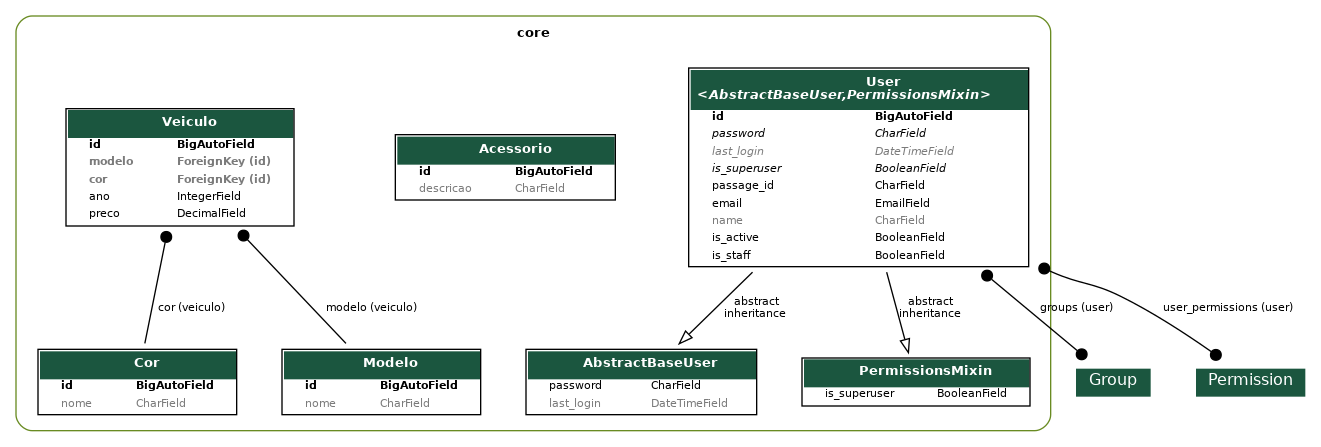 core
Veiculo
id BigAutoField
modelo ForeignKey (id)
cor ForeignKey (id)
ano IntegerField
preco DecimalField
Acessorio
id BigAutoField
descricao CharField
User
<AbstractBaseUser,PermissionsMixin>
id BigAutoField
password CharField
last_login DateTimeField
is_superuser BooleanField
passage_id CharField
email EmailField
name CharField
is_active BooleanField
is_staff BooleanField
cor (veiculo)
modelo (veiculo)
abstract
inheritance
abstract
inheritance
groups (user)
user_permissions (user)
Cor
id BigAutoField
nome CharField
Modelo
id BigAutoField
nome CharField
AbstractBaseUser
password CharField
last_login DateTimeField
PermissionsMixin
is_superuser BooleanField
Group
Permission